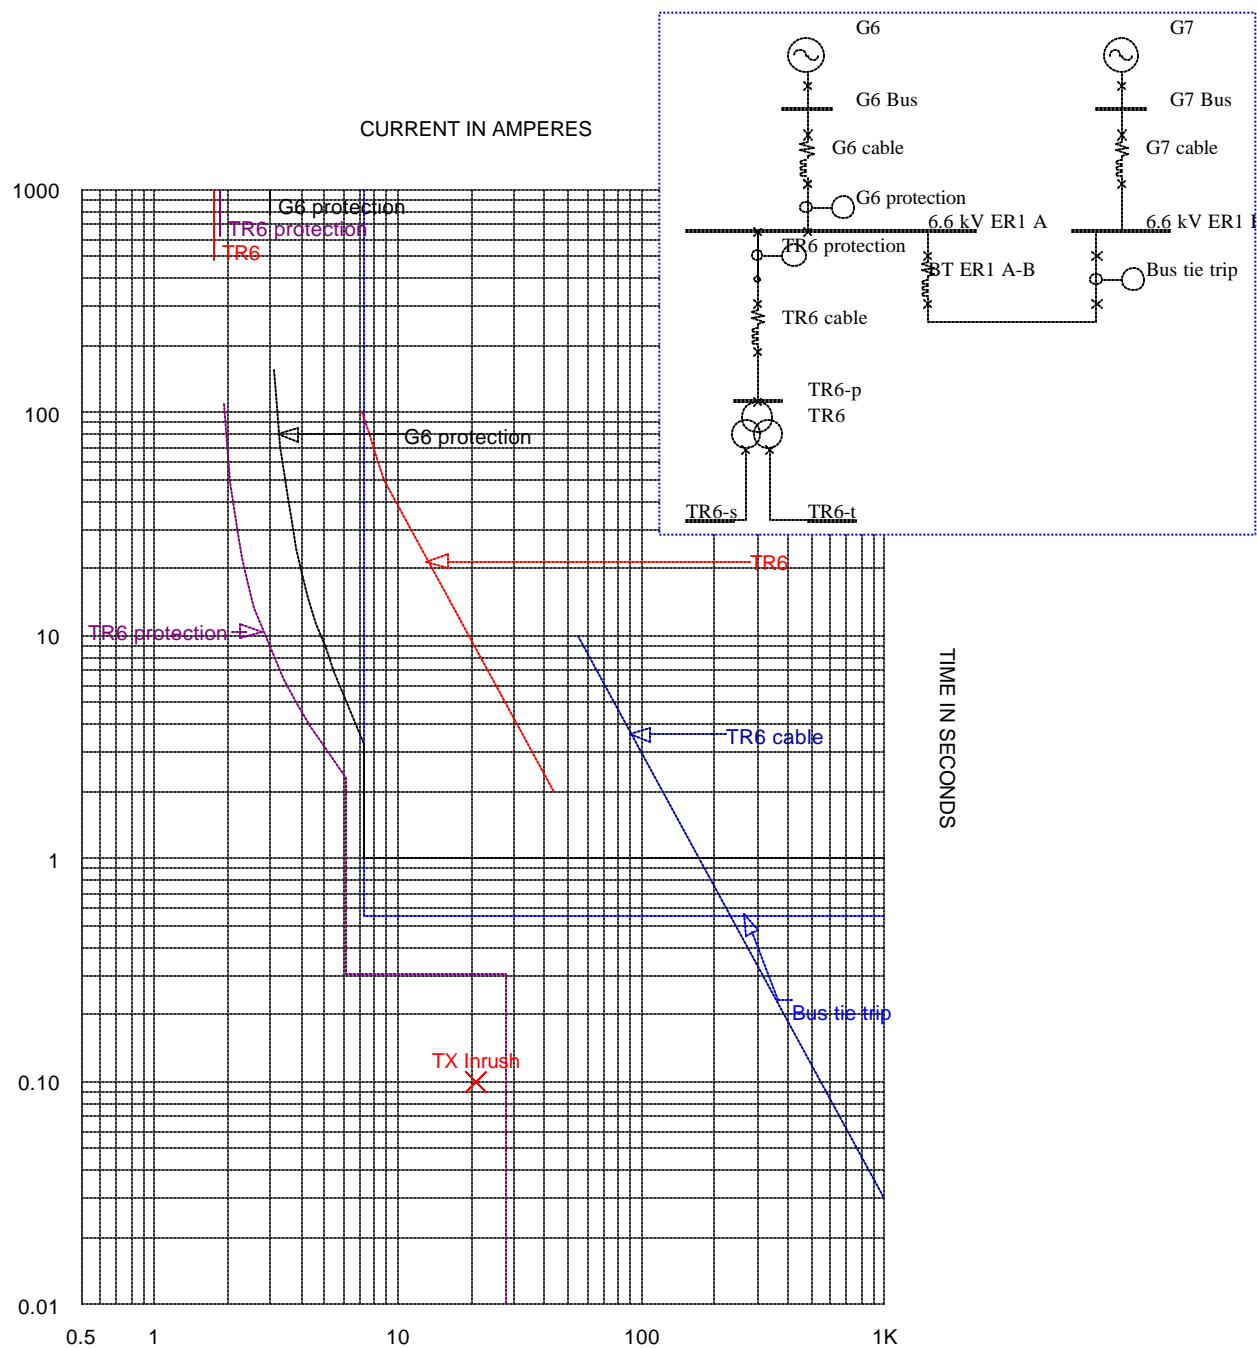 G6
G7
G6 Bus
G7 Bus
CURRENT IN AMPERES
G6 cable
G7 cable
1000
G6 protection
G6 protection
TR6 protection
6.6 kV ER1 A
6.6 kV ER1 
TR6
TR6 protection
BT ER1 A-B
Bus tie trip
TR6 cable
TR6-p
100
TR6
G6 protection
TR6-s
TR6-t
TR6
10
TR6 protection
TR6 cable
TIME IN SECONDS
1
Bus tie trip
TX Inrush
0.10
0.01
0.5
1
10
100
1K